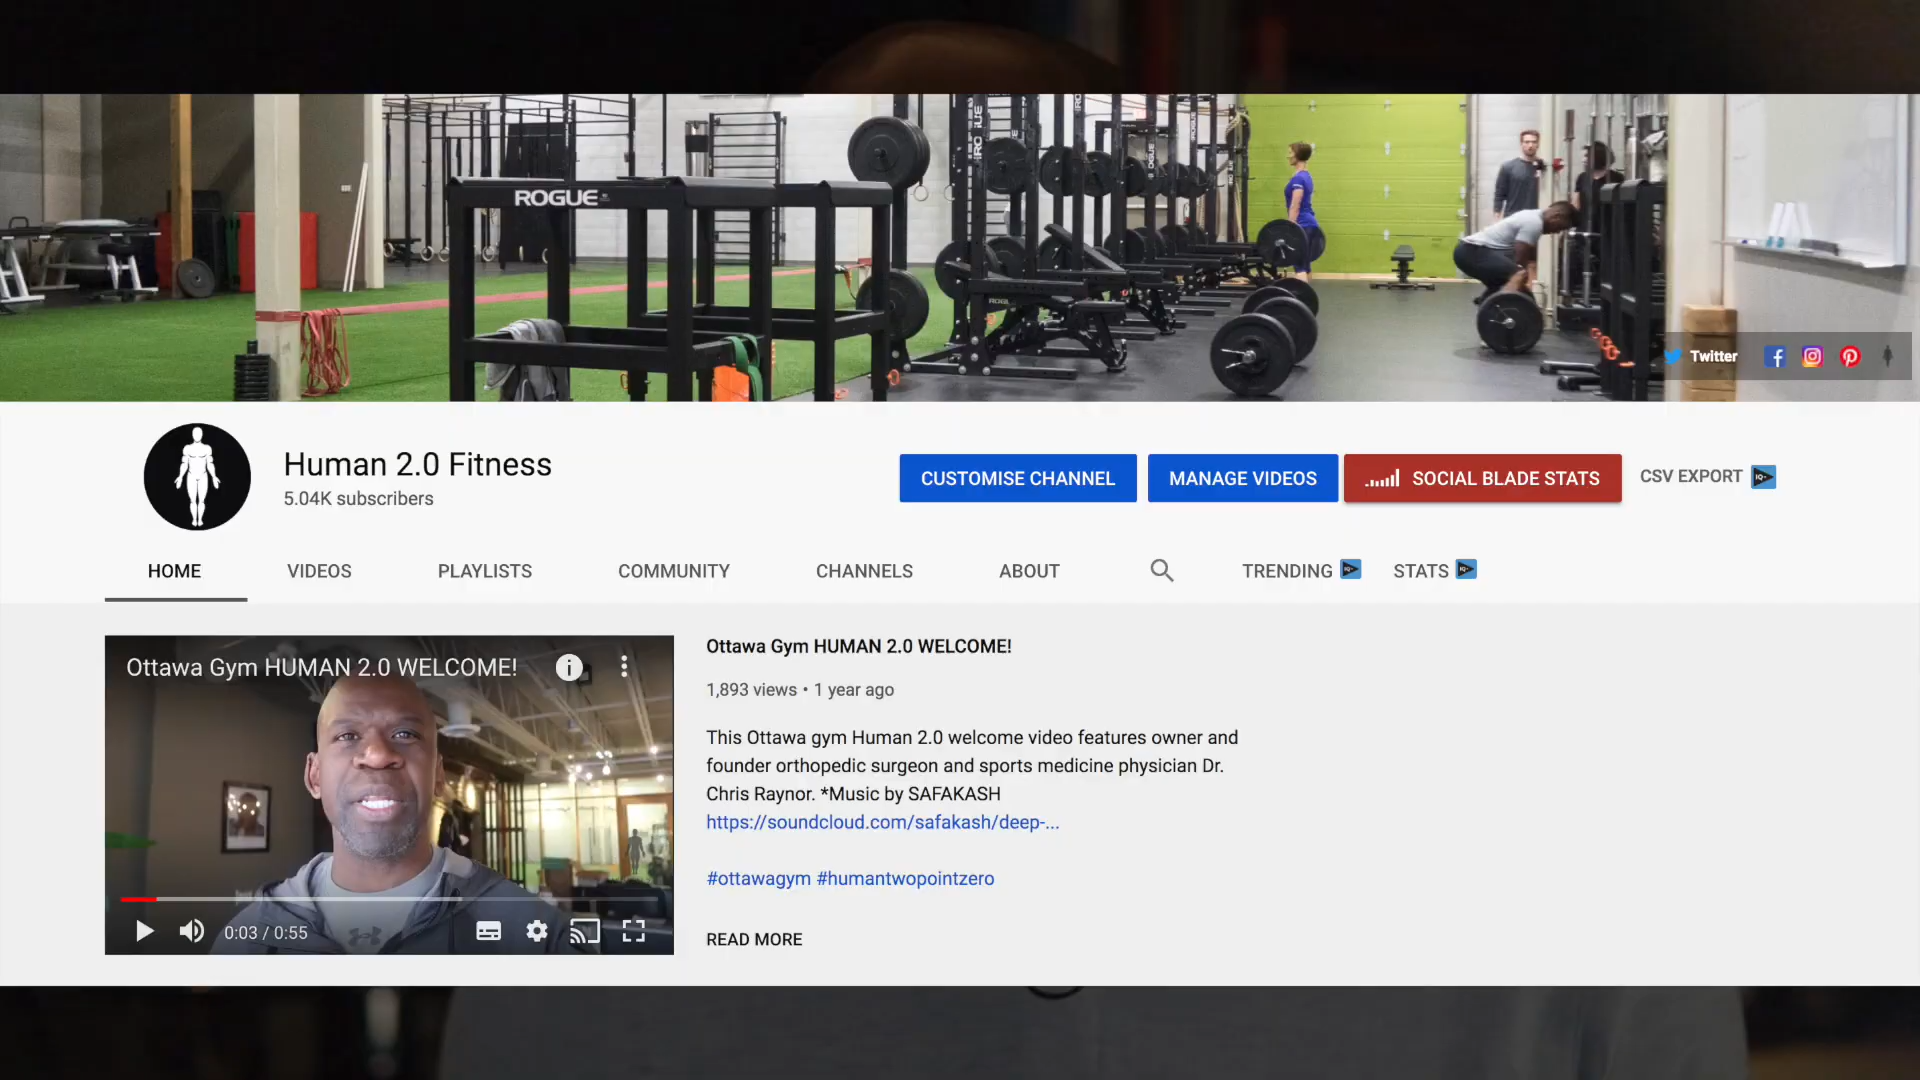 ROGUE
ROGUE
ROGUE
ROGUE
Twitter
Human 2.0 Fitness
5.04K subscribers
CUSTOMISE CHANNEL
MANAGE VIDEOS
SOCIAL BLADE STATS
CSV EXPORT
HOME
VIDEOS
PLAYLISTS
COMMUNITY
CHANNELS
ABOUT
TRENDING
STATS
Ottawa Gym HUMAN 2.0 WELCOME!
0:03 / 0:55
Ottawa Gym HUMAN 2.0 WELCOME!
1,893 views • 1 year ago
This Ottawa gym Human 2.0 welcome video features owner and
founder orthopedic surgeon and sports medicine physician Dr.
Chris Raynor. *Music by SAFAKASH
https://soundcloud.com/safakash/deep-...
#ottawagym #humantwopointzero
READ MORE